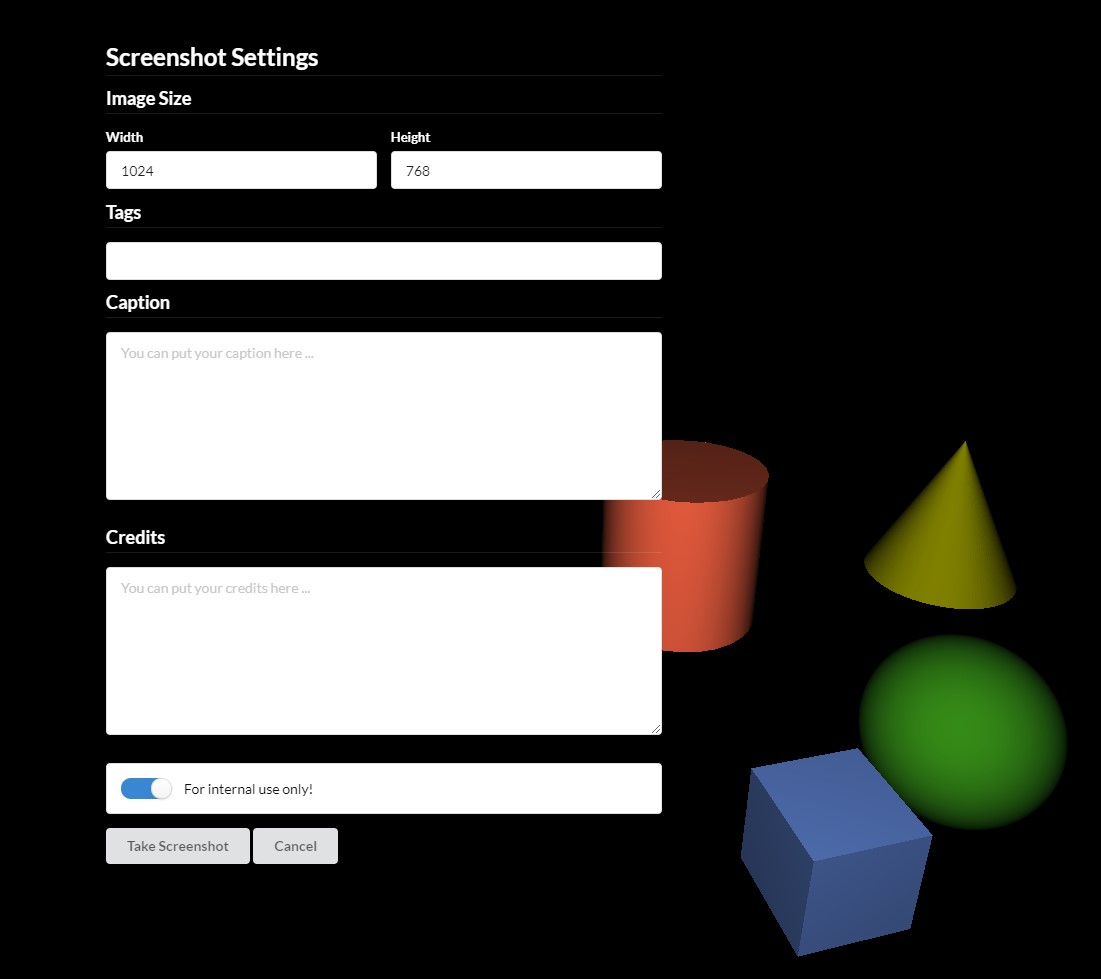 Screenshot Settings
Image Size
Width Height
1024 768
Tags
Caption
You can put your caption here ...
Credits
You can put your credits here ...
For internal use only!
Take Screenshot Cancel